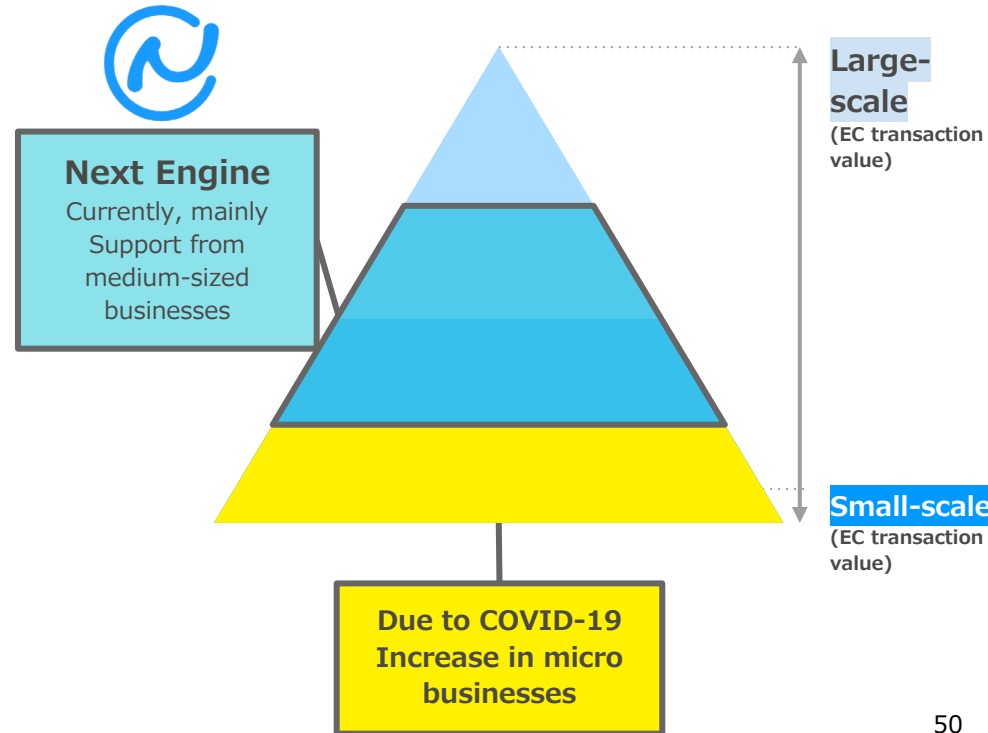 Next Engine
Currently, mainly
Support from
medium-sized
businesses
Large-
scale
(EC transaction
value)
Small-scale
(EC transaction
value)
Due to COVID-19
Increase in micro
businesses
50